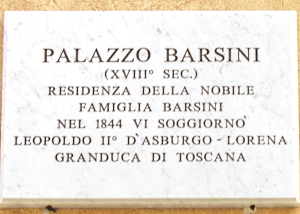 PALAZZO BARSINI
(XVIII° SEC.)
RESIDENZA DELLA NOBILE
FAMIGLIA BARSINI
NEL 1844 VI SOGGIORNO'
LEOPOLDO II° D'ASBURGO - LORENA
GRANDUCA DI TOSCANA